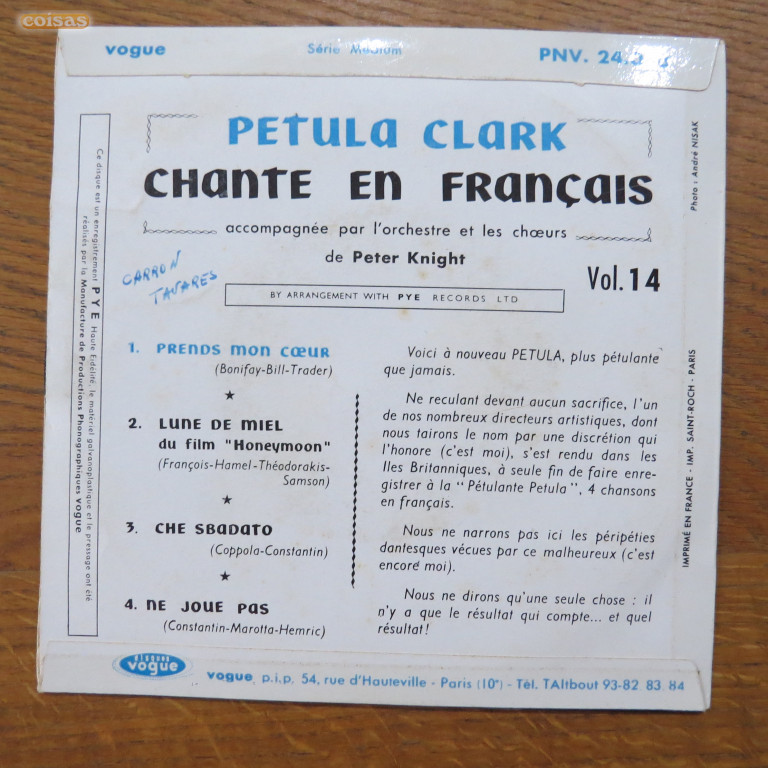 coisas
vogue
Série Medium
PNV. 24.
PETULA CLARK
CHANTE EN FRANÇAIS
accompagnée par l'orchestre et les chœurs
de Peter Knight
Vol. 14
CARRON
TAVARES
BY ARRANGEMENT WITH PYE RECORDS LTD
1. PRENDS MON CŒUR
(Bonifay-Bill-Trader)
2. LUNE DE MIEL
du film "Honeymoon"
(François-Hamel-Théodorakis-
Samson)
3. CHE SBADATO
(Coppola-Constantin)
4. NE JOUE PAS
(Constantin-Marotta-Hemric)
Voici à nouveau PETULA, plus pétulante
que jamais.
Ne reculant devant aucun sacrifice, l'un
de nos nombreux directeurs artistiques, dont
nous tairons le nom par une discrétion qui
l'honore (c'est moi), s'est rendu dans les
Iles Britanniques, à seule fin de faire enre-
gistrer à la "Pétulante Petula", 4 chansons
en français.
Nous ne narrons pas ici les péripéties
dantesques vécues par ce malheureux (c'est
encore moi).
Nous ne dirons qu'une seule chose : il
n'y a que le résultat qui compte... et quel
résultat !
Ce disque est un enregistrement PYE Haute Fidélité, le matériel galvanoplastique et le pressage ont été
réalisés par la Manufacture de Productions Phonographiques VOGUE
Photo : André NISAK
IMPRIMÉ EN FRANCE - IMP. SAINT-ROCH - PARIS
disques
vogue
vogue p.i.p. 54, rue d'Hauteville - Paris (10e) - Tél. TAItbout 93-82 83 84